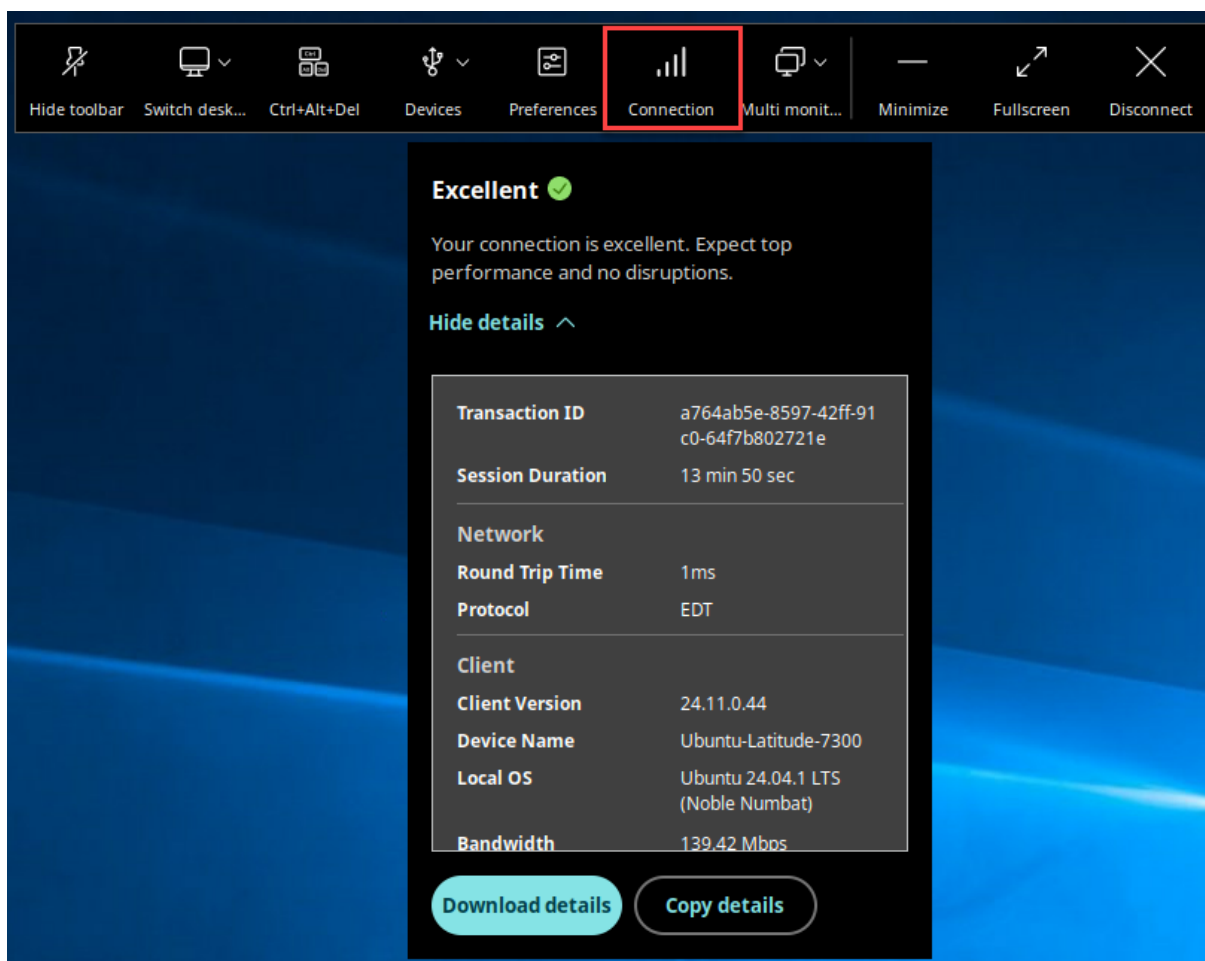 Hide toolbar Switch desk... Ctrl+Alt+Del Devices Preferences Connection Multi monit... Minimize Fullscreen Disconnect
Excellent
Your connection is excellent. Expect top
performance and no disruptions.
Hide details
Transaction ID a764ab5e-8597-42ff-91
c0-64f7b802721e
Session Duration 13 min 50 sec
Network
Round Trip Time 1ms
Protocol EDT
Client
Client Version 24.11.0.44
Device Name Ubuntu-Latitude-7300
Local OS Ubuntu 24.04.1 LTS
(Noble Numbat)
Bandwidth 139.42 Mbps
Download details Copy details